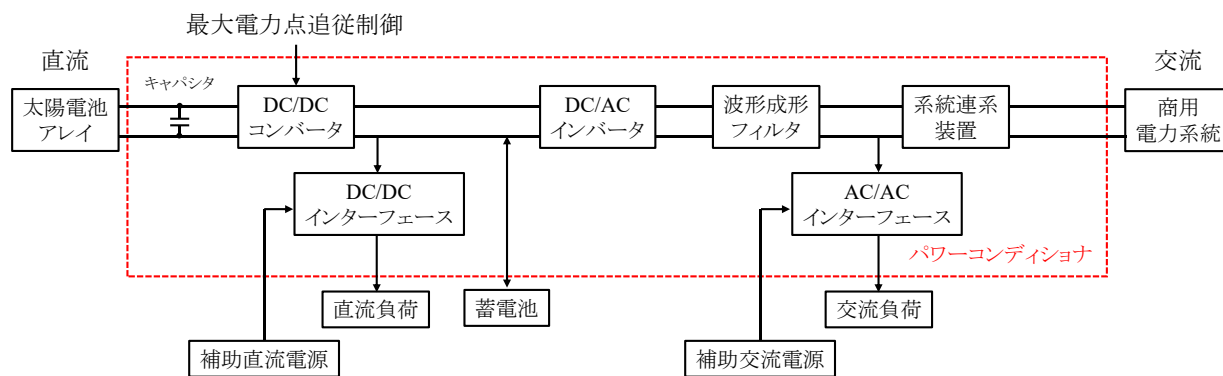 最大電力点追従制御
直流
キャパシタ
交流
太陽電池
アレイ
DC/DC
コンバータ
DC/AC
インバータ
波形成形
フィルタ
系統連系
装置
商用
電力系統
DC/DC
インターフェース
AC/AC
インターフェース
パワーコンディショナ
直流負荷
蓄電池
交流負荷
補助直流電源
補助交流電源